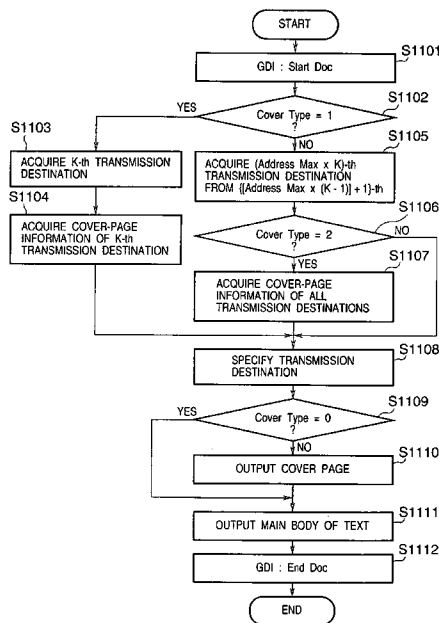 START
S1101
GDI : Start Doc
S1102
YES
Cover Type = 1
?
S1103
NO
S1105
ACQUIRE K-th TRANSMISSION
DESTINATION
ACQUIRE (Address Max x K)-th
TRANSMISSION DESTINATION
FROM {[Address Max x (K - 1)] + 1}-th
S1104
S1106
ACQUIRE COVER-PAGE
INFORMATION OF K-th
TRANSMISSION DESTINATION
Cover Type = 2
?
NO
YES
S1107
ACQUIRE COVER-PAGE
INFORMATION OF ALL
TRANSMISSION DESTINATIONS
S1108
SPECIFY TRANSMISSION
DESTINATION
S1109
YES
Cover Type = 0
?
NO
S1110
OUTPUT COVER PAGE
S1111
OUTPUT MAIN BODY OF TEXT
S1112
GDI : End Doc
END